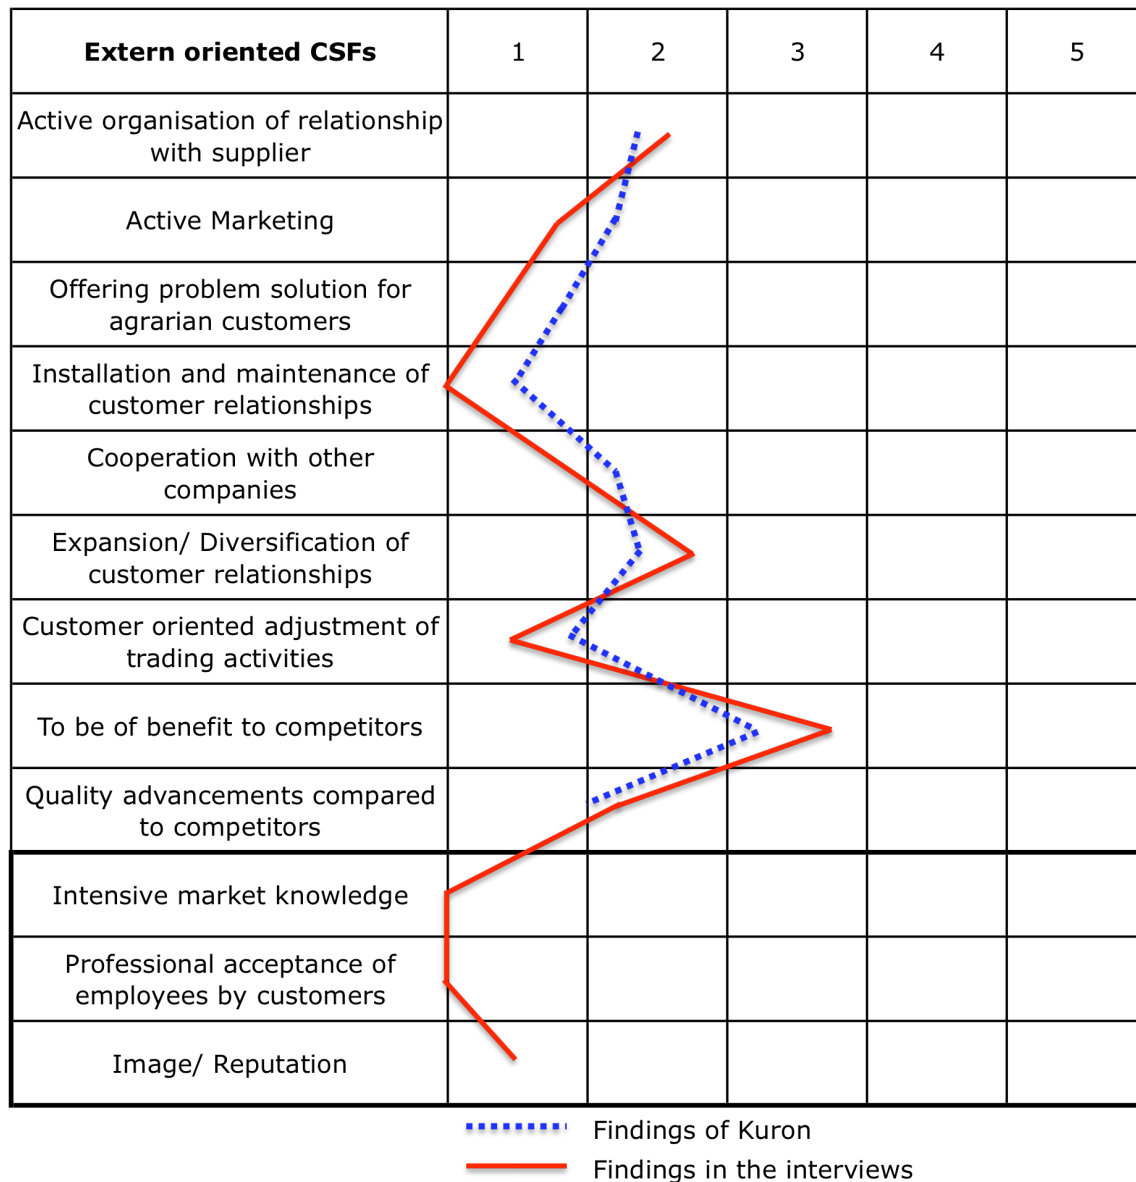 Extern oriented CSFs 1 2 3 4 5
Active organisation of relationship
with supplier
Active Marketing
Offering problem solution for
agrarian customers
Installation and maintenance of
customer relationships
Cooperation with other
companies
Expansion/ Diversification of
customer relationships
Customer oriented adjustment of
trading activities
To be of benefit to competitors
Quality advancements compared
to competitors
Intensive market knowledge
Professional acceptance of
employees by customers
Image/ Reputation
Findings of Kuron
Findings in the interviews